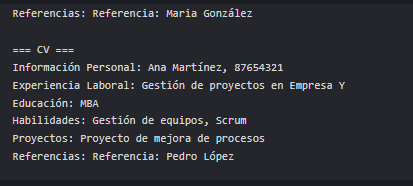 Referencias: Referencia: Maria González
=== CV ===
Información Personal: Ana Martínez, 87654321
Experiencia Laboral: Gestión de proyectos en Empresa Y
Educación: MBA
Habilidades: Gestión de equipos, Scrum
Proyectos: Proyecto de mejora de procesos
Referencias: Referencia: Pedro López